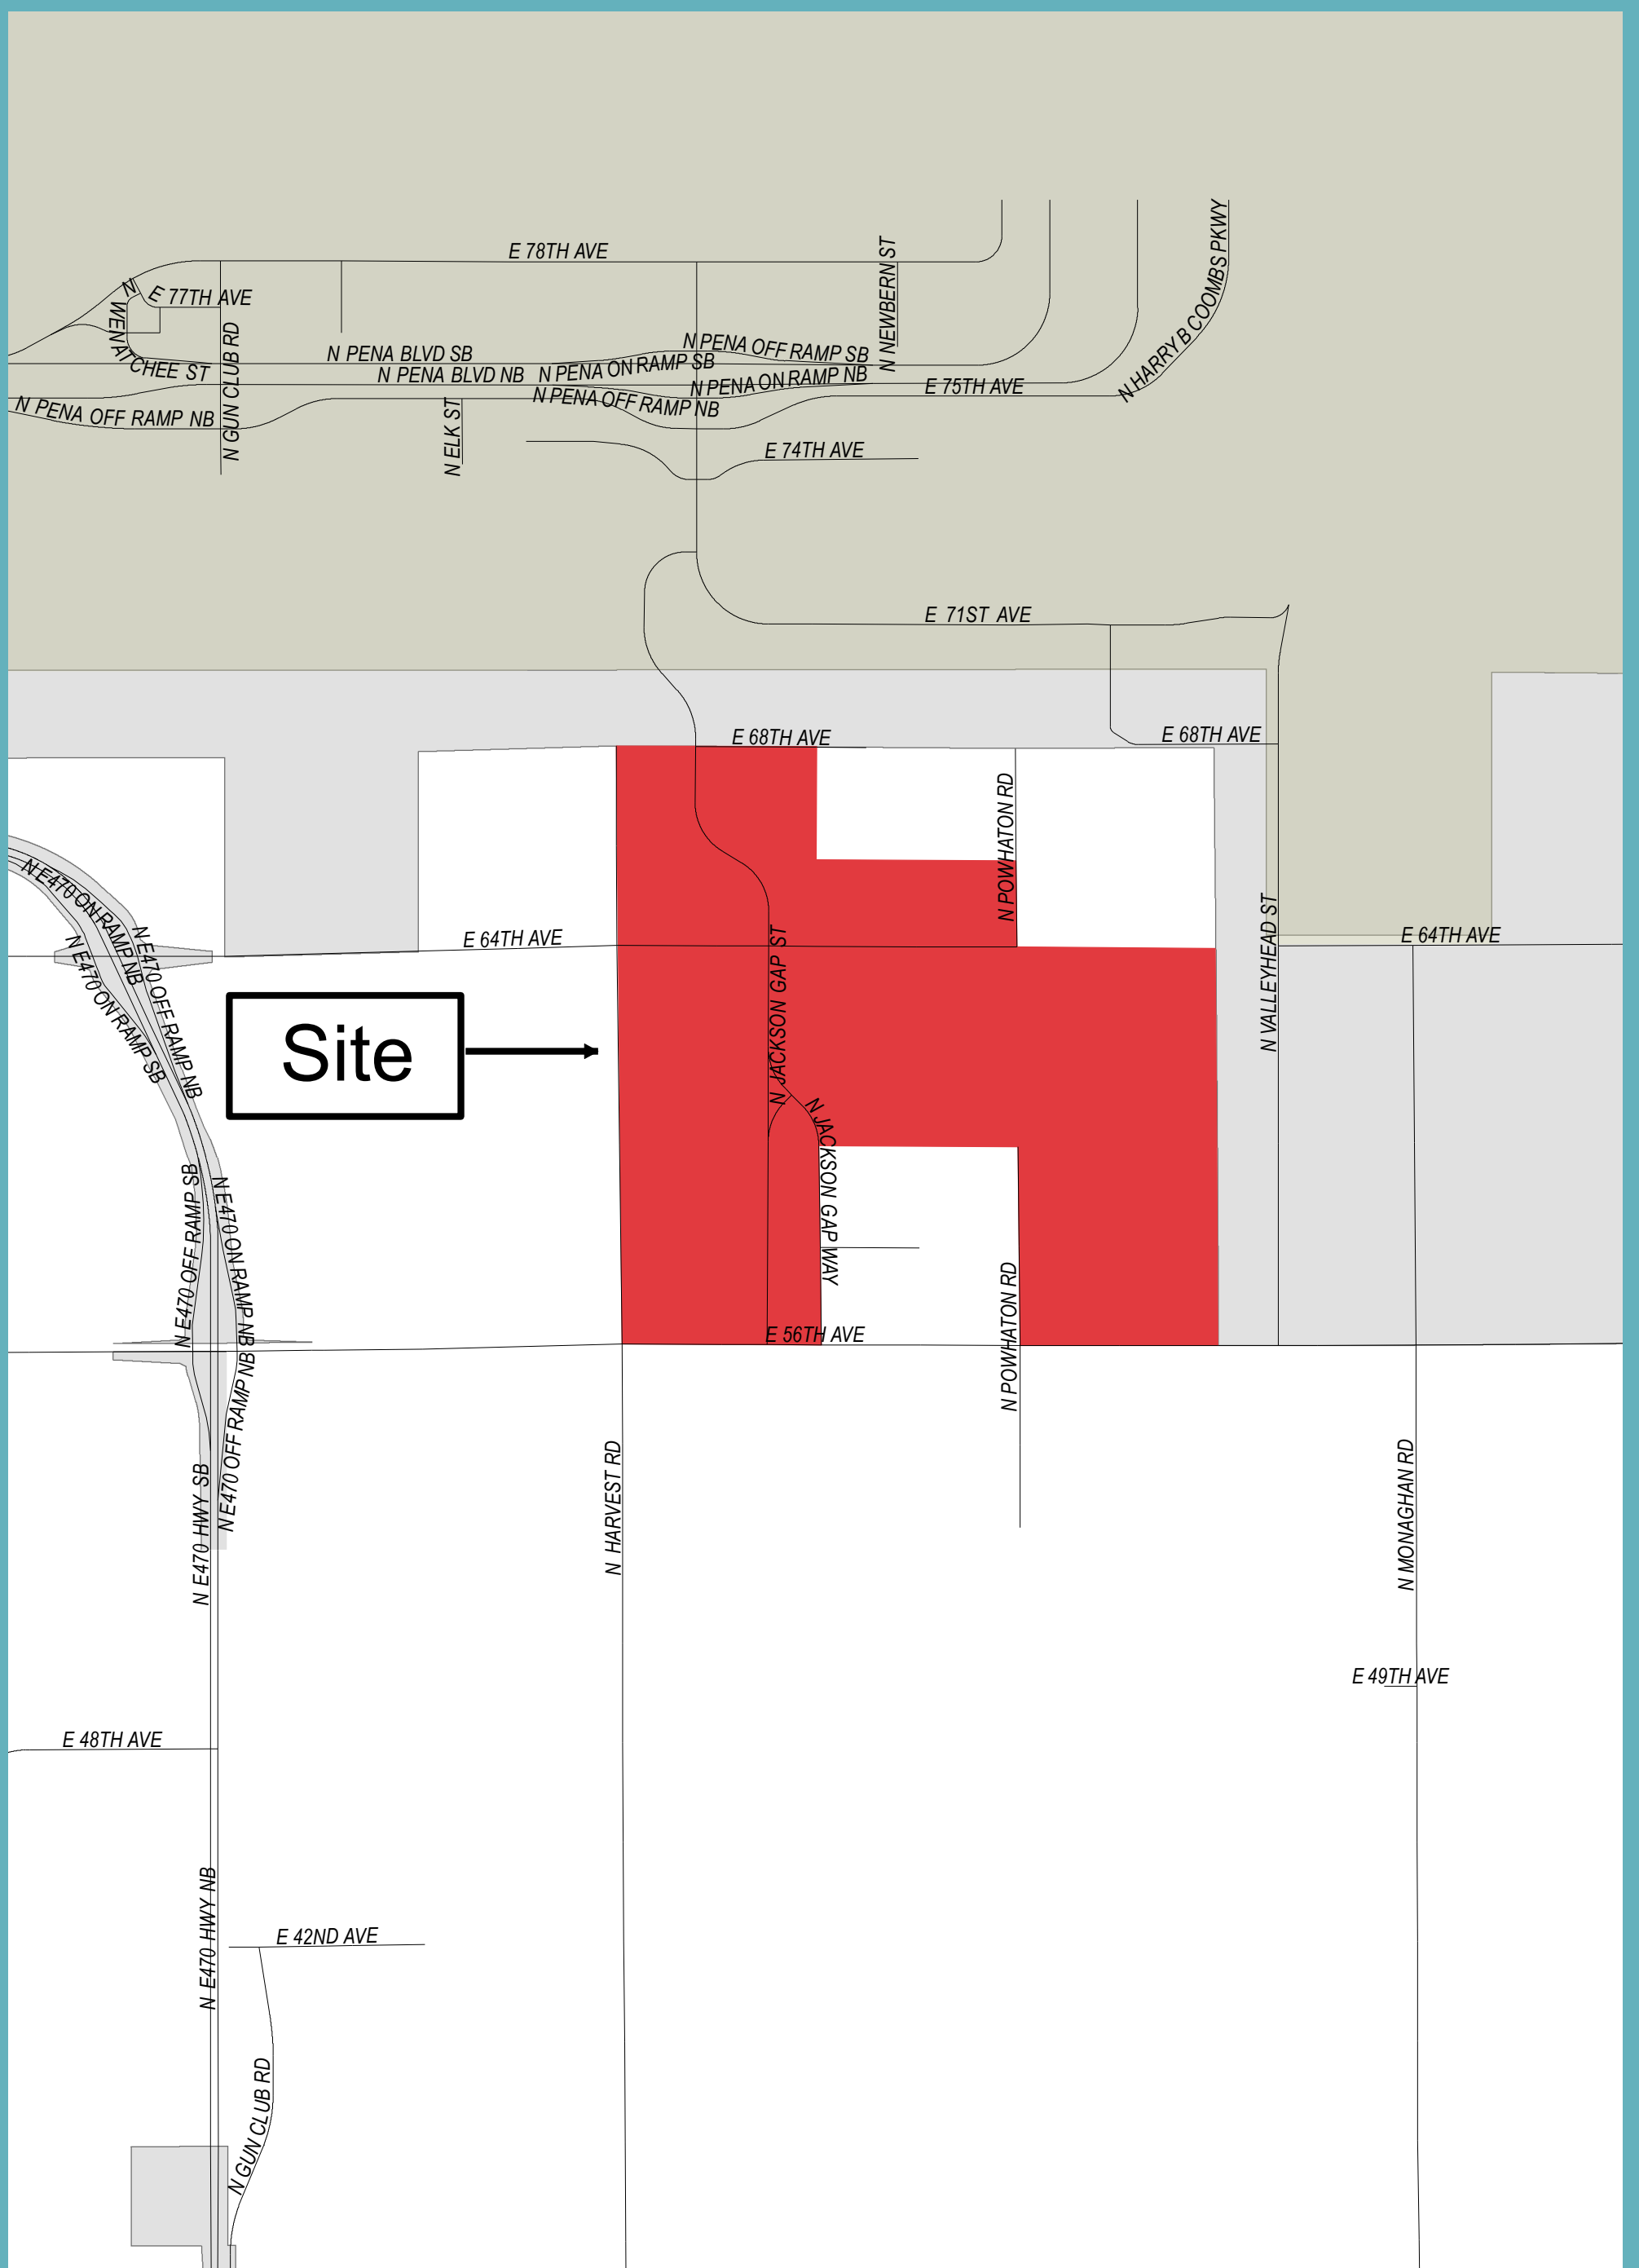 E 78TH AVE
N NEWBERN ST
N HARRY B COOMBS PKWY
E 77TH AVE
N WENATCHEE ST
N GUN CLUB RD
N PENA BLVD SB
N PENA OFF RAMP SB
N PENA ON RAMP SB
N PENA BLVD NB
N PENA ON RAMP NB
E 75TH AVE
N PENA OFF RAMP NB
N PENA OFF RAMP NB
N ELK ST
E 74TH AVE
E 71ST AVE
E 68TH AVE
E 68TH AVE
N POWHATON RD
N E470 ON RAMP NB
N E470 OFF RAMP NB
N E470 ON RAMP SB
E 64TH AVE
E 64TH AVE
N VALLEYHEAD ST
N JACKSON GAP ST
Site
N JACKSON GAP WAY
N E470 OFF RAMP SB
N E470 ON RAMP NB
N POWHATON RD
E 56TH AVE
N E470 OFF RAMP NB
N E470 HWY SB
N HARVEST RD
N MONAGHAN RD
E 49TH AVE
E 48TH AVE
N E470 HWY NB
E 42ND AVE
N GUN CLUB RD